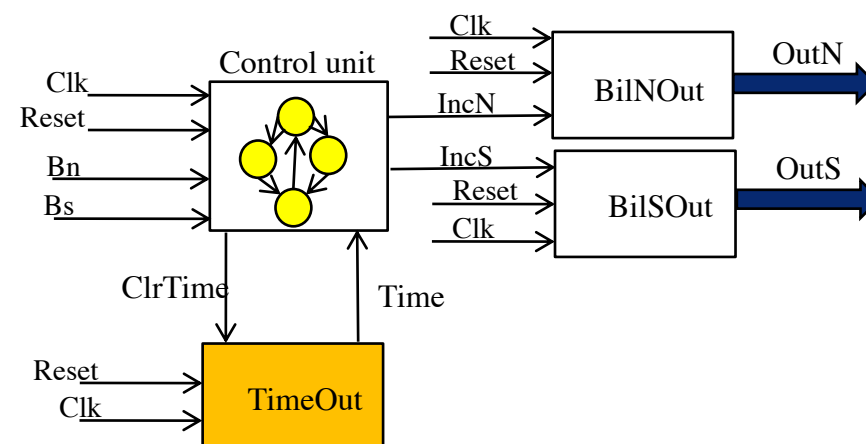 Control unit
Clk
Reset
Bn
Bs
Clk
Reset
IncN
BilNOut
OutN
IncS
Reset
Clk
BilSOut
OutS
ClrTime
Time
Reset
Clk
TimeOut